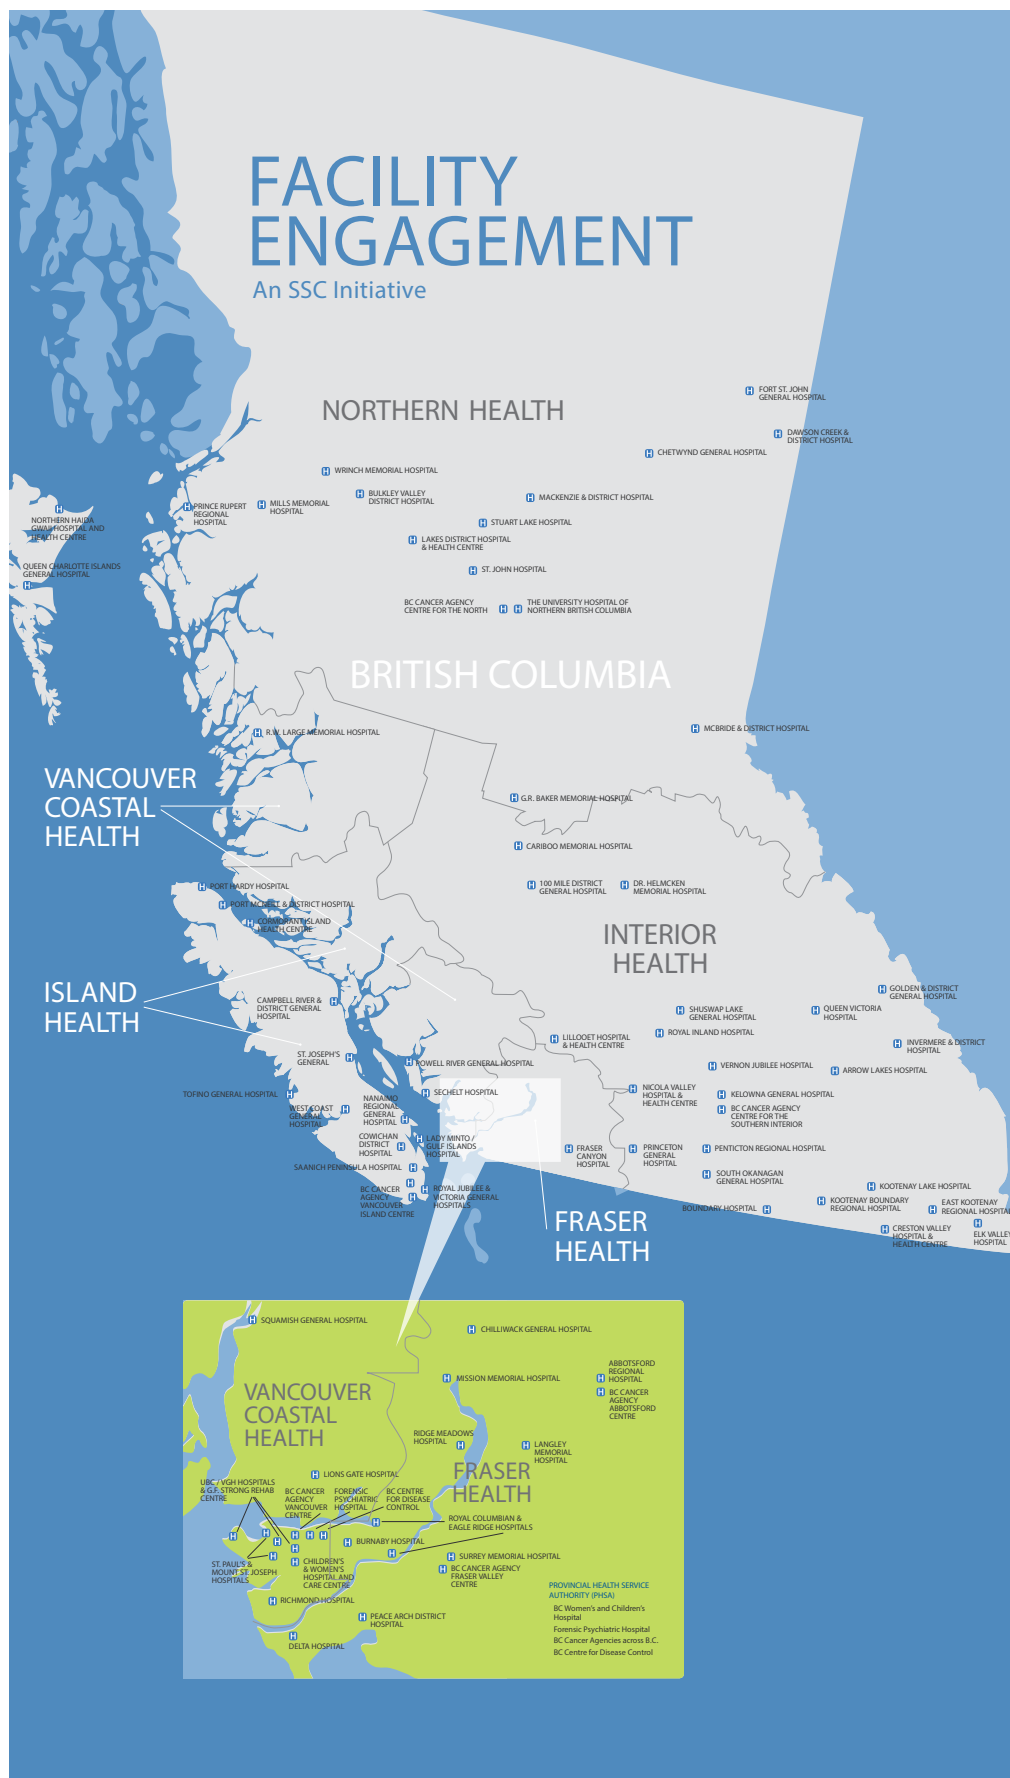 FACILITY
ENGAGEMENT
An SSC Initiative
NORTHERN HEALTH
FORT ST. JOHN
GENERAL HOSPITAL
DAWSON CREEK &
DISTRICT HOSPITAL
CHETWYND GENERAL HOSPITAL
WRINCH MEMORIAL HOSPITAL
BULKLEY VALLEY
DISTRICT HOSPITAL
MACKENZIE & DISTRICT HOSPITAL
PRINCE RUPERT
REGIONAL
HOSPITAL
MILLS MEMORIAL
HOSPITAL
NORTHERN HAIDA
GWAII HOSPITAL AND
HEALTH CENTRE
STUART LAKE HOSPITAL
LAKES DISTRICT HOSPITAL
& HEALTH CENTRE
QUEEN CHARLOTTE ISLANDS
GENERAL HOSPITAL
ST. JOHN HOSPITAL
BC CANCER AGENCY
CENTRE FOR THE NORTH
THE UNIVERSITY HOSPITAL OF
NORTHERN BRITISH COLUMBIA
BRITISH COLUMBIA
R.W. LARGE MEMORIAL HOSPITAL
MCBRIDE & DISTRICT HOSPITAL
VANCOUVER
COASTAL
HEALTH
G.R. BAKER MEMORIAL HOSPITAL
CARIBOO MEMORIAL HOSPITAL
100 MILE DISTRICT
GENERAL HOSPITAL
DR. HELMCKEN
MEMORIAL HOSPITAL
PORT HARDY HOSPITAL
PORT MCNEILL & DISTRICT HOSPITAL
CORMORANT ISLAND
HEALTH CENTRE
INTERIOR
HEALTH
ISLAND
HEALTH
CAMPBELL RIVER &
DISTRICT GENERAL
HOSPITAL
GOLDEN & DISTRICT
GENERAL HOSPITAL
SHUSWAP LAKE
GENERAL HOSPITAL
QUEEN VICTORIA
HOSPITAL
ROYAL INLAND HOSPITAL
LILLOOET HOSPITAL
& HEALTH CENTRE
INVERMERE & DISTRICT
HOSPITAL
ST. JOSEPH'S
GENERAL
POWELL RIVER GENERAL HOSPITAL
VERNON JUBILEE HOSPITAL
ARROW LAKES HOSPITAL
TOFINO GENERAL HOSPITAL
SECHELT HOSPITAL
NICOLA VALLEY
HOSPITAL &
HEALTH CENTRE
KELOWNA GENERAL HOSPITAL
WEST COAST
GENERAL
HOSPITAL
NANAIMO
REGIONAL
GENERAL
HOSPITAL
BC CANCER AGENCY
CENTRE FOR THE
SOUTHERN INTERIOR
COWICHAN
DISTRICT
HOSPITAL
LADY MINTO /
GULF ISLANDS
HOSPITAL
FRASER
CANYON
HOSPITAL
PRINCETON
GENERAL
HOSPITAL
PENTICTON REGIONAL HOSPITAL
SAANICH PENINSULA HOSPITAL
SOUTH OKANAGAN
GENERAL HOSPITAL
BC CANCER
AGENCY
VANCOUVER
ISLAND CENTRE
ROYAL JUBILEE &
VICTORIA GENERAL
HOSPITALS
KOOTENAY LAKE HOSPITAL
BOUNDARY HOSPITAL
KOOTENAY BOUNDARY
REGIONAL HOSPITAL
EAST KOOTENAY
REGIONAL HOSPITAL
CRESTON VALLEY
HOSPITAL &
HEALTH CENTRE
ELK VALLEY
HOSPITAL
FRASER
HEALTH
SQUAMISH GENERAL HOSPITAL
CHILLIWACK GENERAL HOSPITAL
MISSION MEMORIAL HOSPITAL
ABBOTSFORD
REGIONAL
HOSPITAL
BC CANCER
AGENCY
ABBOTSFORD
CENTRE
VANCOUVER
COASTAL
HEALTH
RIDGE MEADOWS
HOSPITAL
LANGLEY
MEMORIAL
HOSPITAL
LIONS GATE HOSPITAL
FRASER
HEALTH
UBC / VGH HOSPITALS
& G.F. STRONG REHAB
CENTRE
BC CANCER
AGENCY
VANCOUVER
CENTRE
FORENSIC
PSYCHIATRIC
HOSPITAL
BC CENTRE
FOR DISEASE
CONTROL
ROYAL COLUMBIAN &
EAGLE RIDGE HOSPITALS
BURNABY HOSPITAL
ST. PAUL'S &
MOUNT ST. JOSEPH
HOSPITALS
CHILDREN'S
& WOMEN'S
HOSPITAL AND
CARE CENTRE
SURREY MEMORIAL HOSPITAL
BC CANCER AGENCY
FRASER VALLEY
CENTRE
RICHMOND HOSPITAL
PEACE ARCH DISTRICT
HOSPITAL
DELTA HOSPITAL
PROVINCIAL HEALTH SERVICE
AUTHORITY (PHSA)
BC Women's and Children's
Hospital
Forensic Psychiatric Hospital
BC Cancer Agencies across B.C.
BC Centre for Disease Control